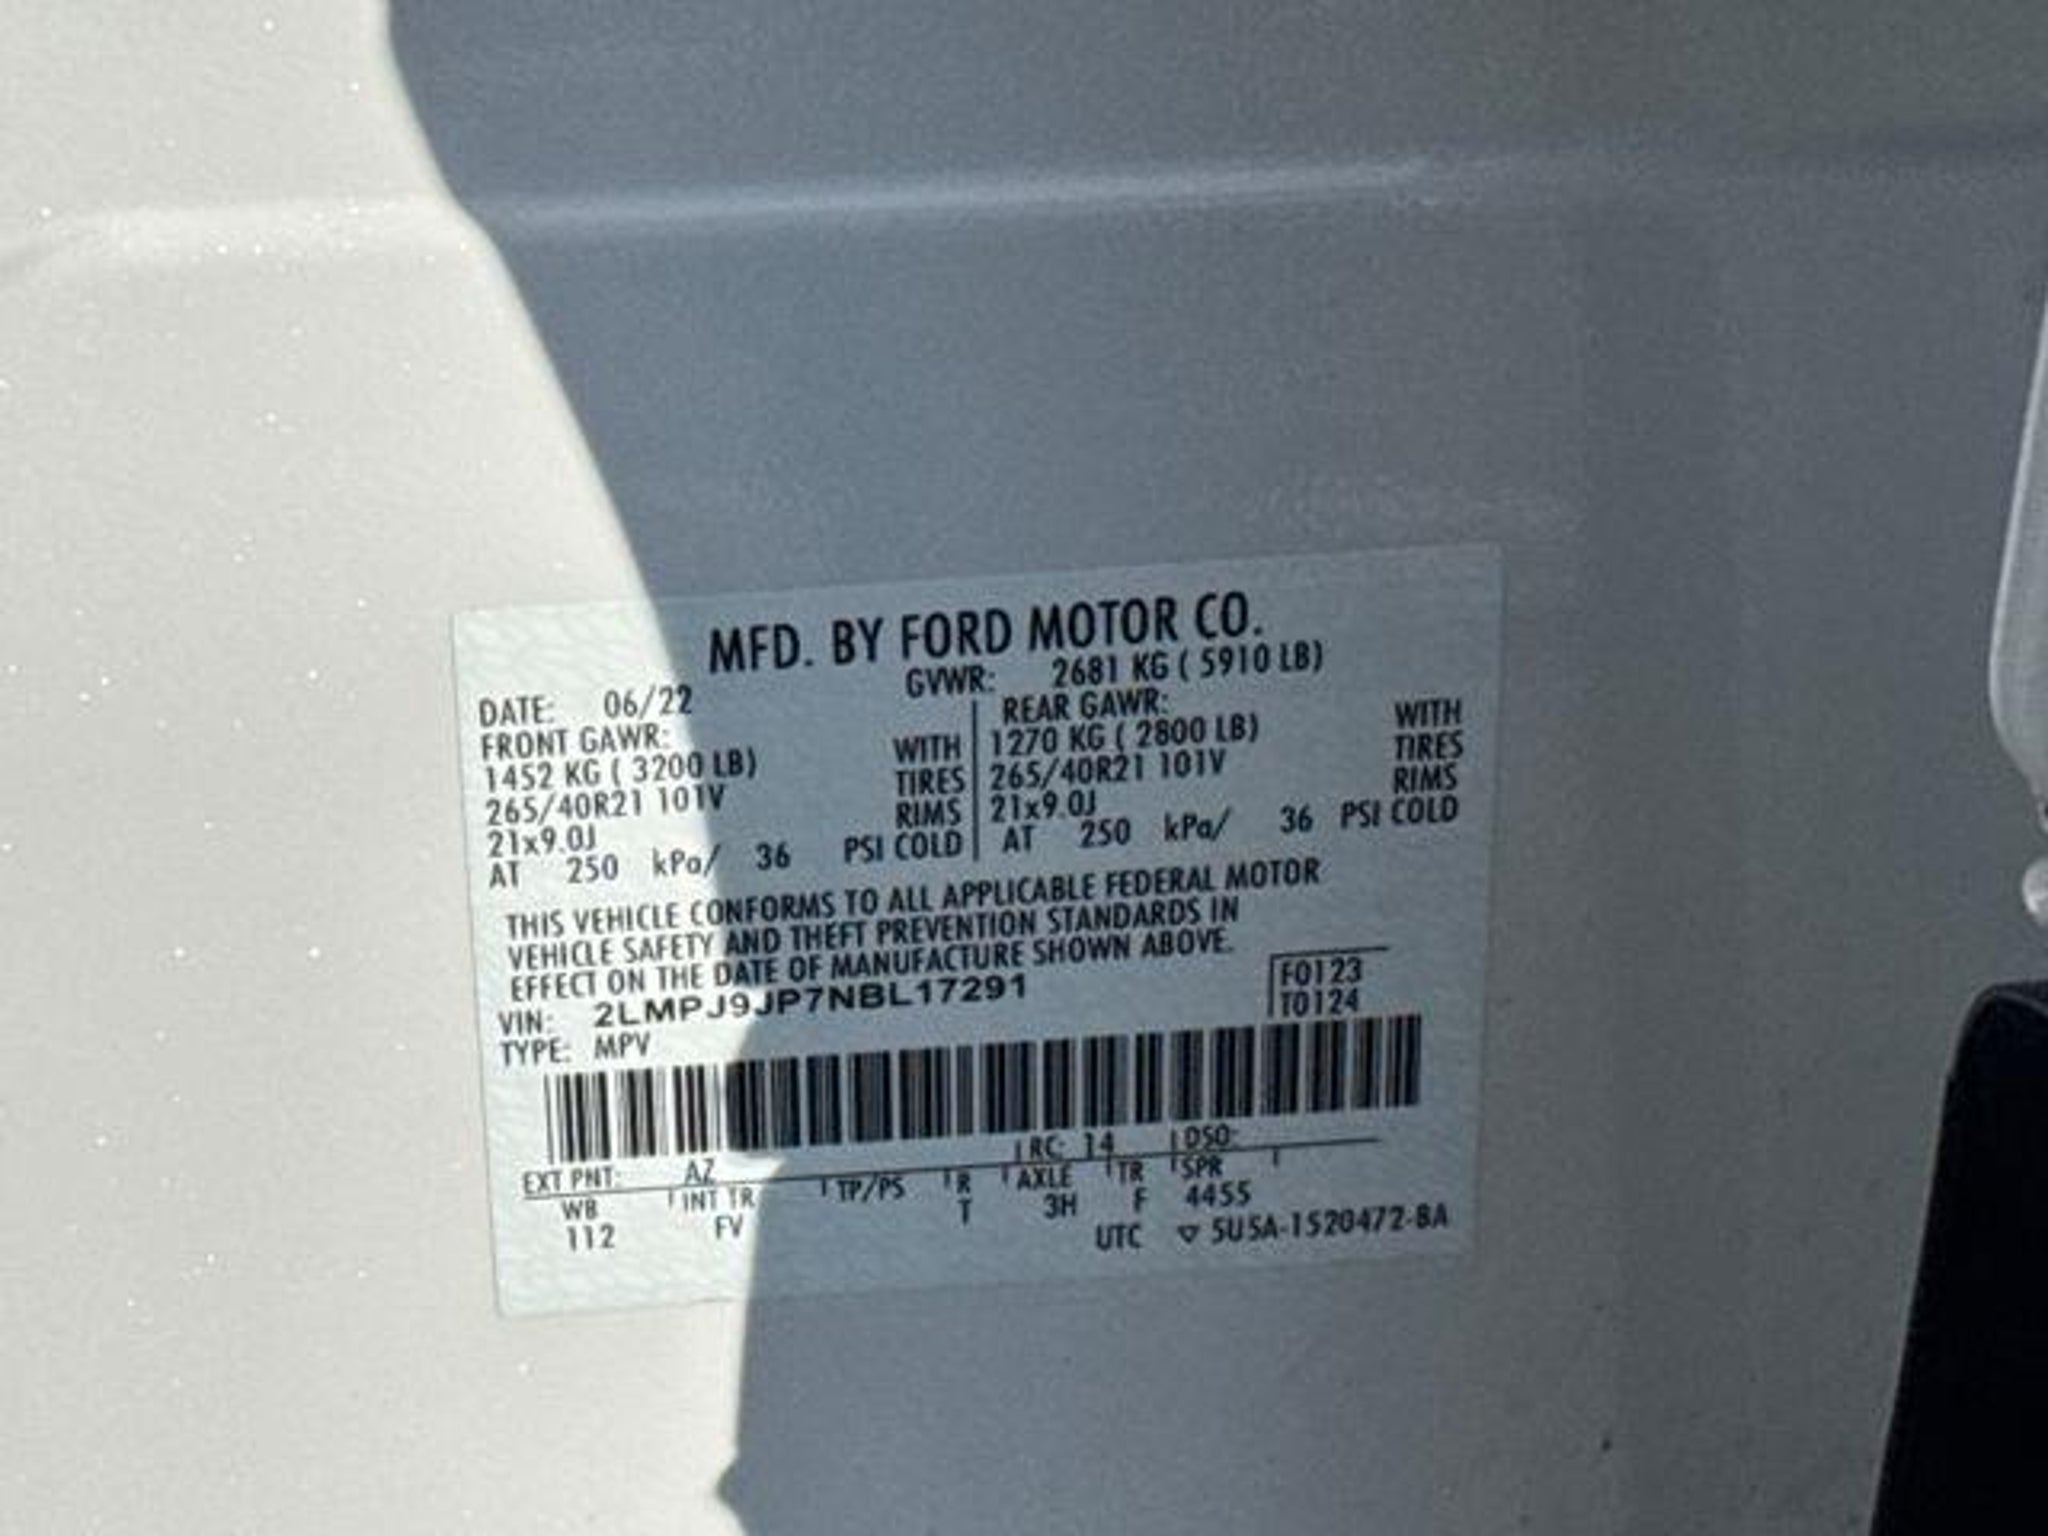 MFD. BY FORD MOTOR CO.
DATE: 06/22 GVWR: 2681 KG ( 5910 LB)
FRONT GAWR: REAR GAWR:
1452 KG ( 3200 LB) WITH 1270 KG ( 2800 LB) WITH
265/40R21 101V TIRES 265/40R21 101V TIRES
21x9.0J RIMS 21x9.0J RIMS
AT 250 kPa/ 36 PSI COLD AT 250 kPa/ 36 PSI COLD
THIS VEHICLE CONFORMS TO ALL APPLICABLE FEDERAL MOTOR
VEHICLE SAFETY AND THEFT PREVENTION STANDARDS IN
EFFECT ON THE DATE OF MANUFACTURE SHOWN ABOVE.
VIN: 2LMPJ9JP7NBL17291 F0123
TYPE: MPV T0124
EXT PNT: AZ RC: 14 DSO:
WB INT TR TP/PS R AXLE TR SPR
112 FV T 3H F 4455
UTC ▽ 5U5A-1520472-BA